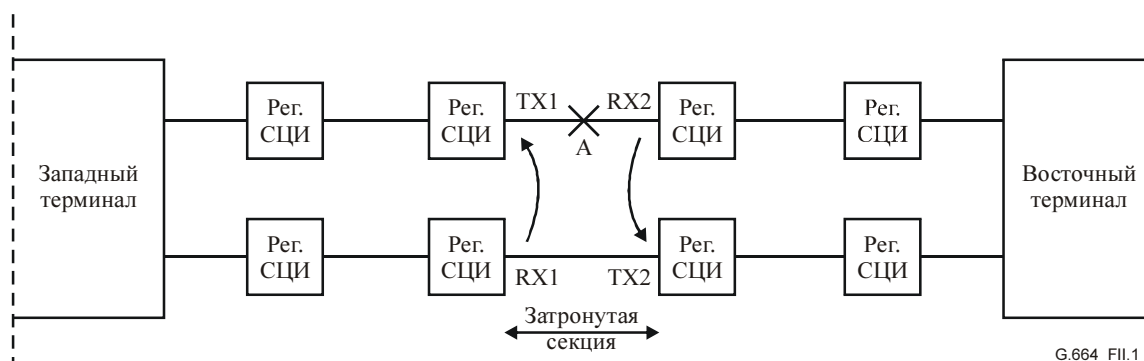 TX1
RX2
Рег.
СЦИ
Рег.
СЦИ
Рег.
СЦИ
Рег.
СЦИ
А
Западный
терминал
Восточный
терминал
Рег.
СЦИ
Рег.
СЦИ
Рег.
СЦИ
Рег.
СЦИ
RX1
TX2
Затронутая
секция
G.664_FII.1